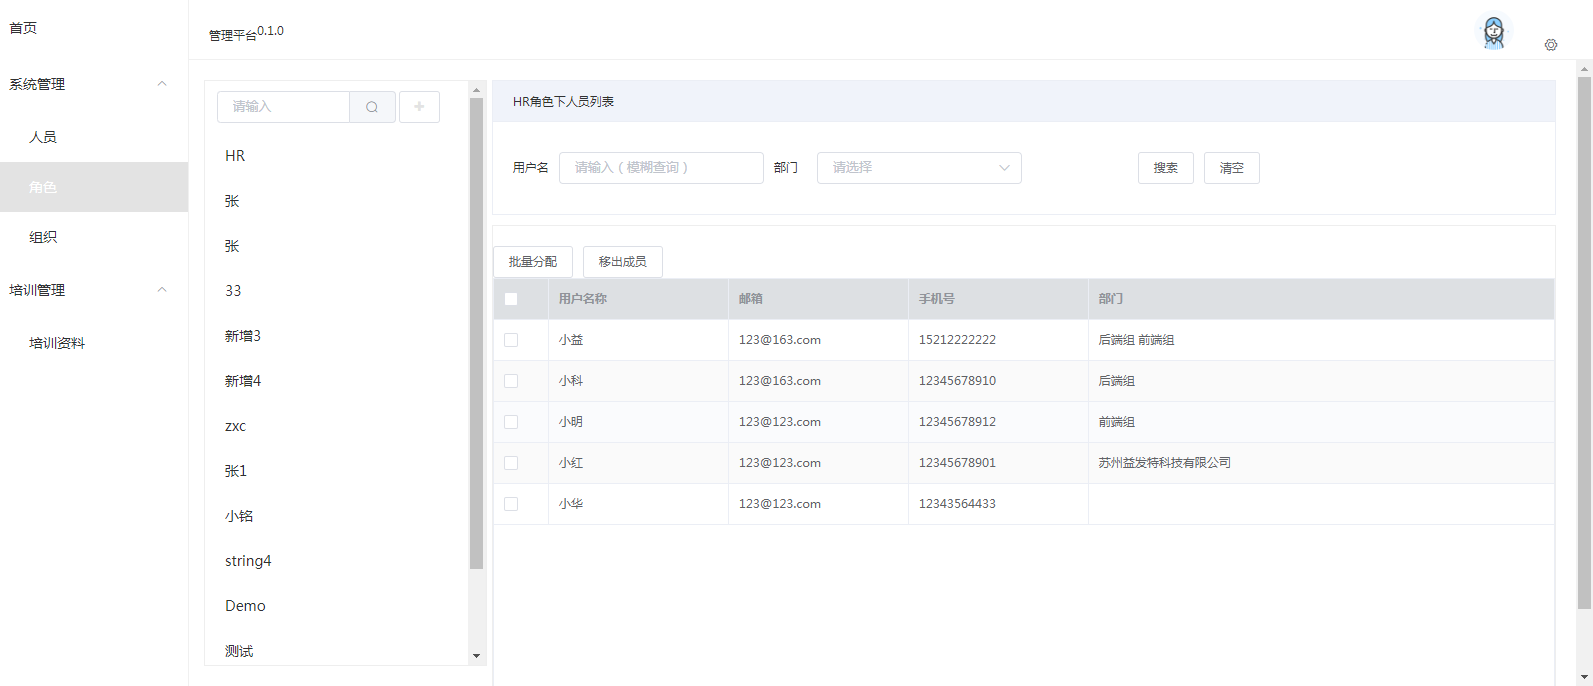 首页
系统管理
人员
角色
组织
培训管理
培训资料
管理平台0.1.0
请输入
HR
张
张
33
新增3
新增4
zxc
张1
小铭
string4
Demo
测试
HR角色下人员列表
用户名 请输入（模糊查询） 部门 请选择 搜索 清空
批量分配 移出成员
用户名称 邮箱 手机号 部门
小益 123@163.com 15212222222 后端组 前端组
小科 123@163.com 12345678910 后端组
小明 123@123.com 12345678912 前端组
小红 123@123.com 12345678901 苏州益发特科技有限公司
小华 123@123.com 12343564433